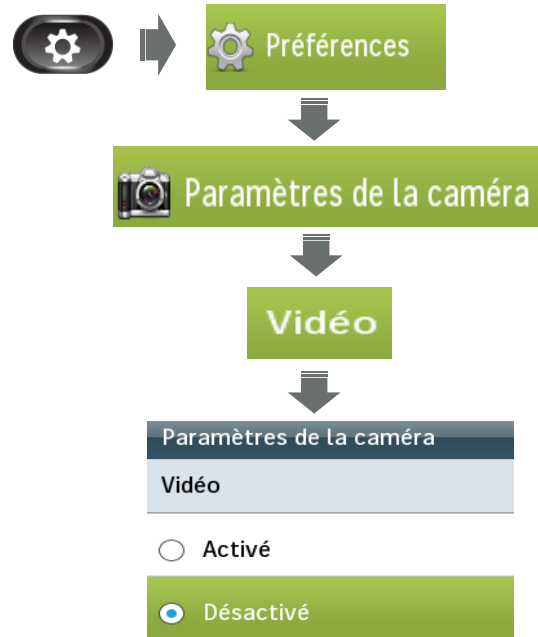 Préférences
Paramètres de la caméra
Vidéo
Paramètres de la caméra
Vidéo
Activé
Désactivé